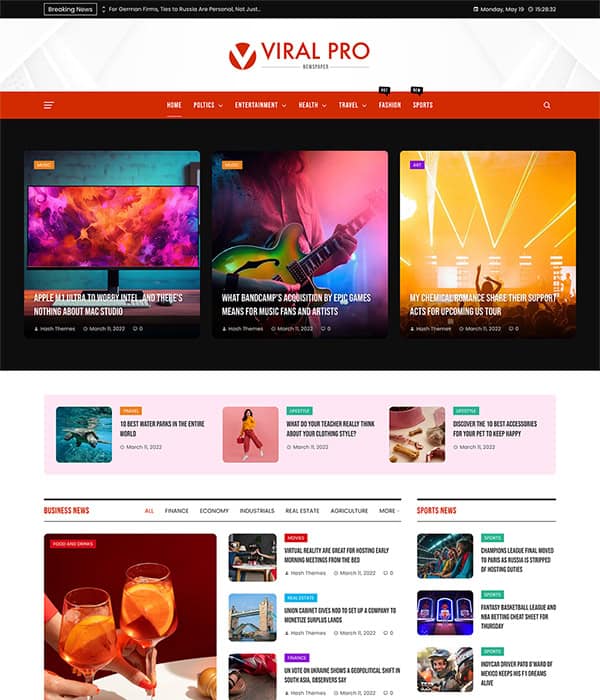 Breaking News
For German Firms, Ties to Russia Are Personal, Not Just...
Monday, May 19 15:28:32
VIRAL PRO
NEWSPAPER
HOT NEW
HOME POLTICS ENTERTAINMENT HEALTH TRAVEL FASHION SPORTS
MUSIC
APPLE M1 ULTRA TO WORRY INTEL, AND THERE'S
NOTHING ABOUT MAC STUDIO
Hash Themes March 11, 2022 0
MUSIC
WHAT BANDCAMP'S ACQUISITION BY EPIC GAMES
MEANS FOR MUSIC FANS AND ARTISTS
Hash Themes March 11, 2022 0
ART
MY CHEMICAL ROMANCE SHARE THEIR SUPPORT
ACTS FOR UPCOMING US TOUR
Hash Themes March 11, 2022 0
TRAVEL
10 BEST WATER PARKS IN THE ENTIRE
WORLD
March 11, 2022
LIFESTYLE
WHAT DO YOUR TEACHER REALLY THINK
ABOUT YOUR CLOTHING STYLE?
March 11, 2022
LIFESTYLE
DISCOVER THE 10 BEST ACCESSORIES
FOR YOUR PET TO KEEP HAPPY
March 11, 2022
BUSINESS NEWS
ALL FINANCE ECONOMY INDUSTRIALS REAL ESTATE AGRICULTURE MORE
FOOD AND DRINKS
MOVIES
VIRTUAL REALITY ARE GREAT FOR HOSTING EARLY
MORNING MEETINGS FROM THE BED
Hash Themes March 11, 2022 0
REAL ESTATE
UNION CABINET GIVES NOD TO SET UP A COMPANY TO
MONETIZE SURPLUS LANDS
Hash Themes March 11, 2022 0
FINANCE
UN VOTE ON UKRAINE SHOWS A GEOPOLITICAL SHIFT IN
SOUTH ASIA, OBSERVERS SAY
Hash Themes March 11, 2022 0
SPORTS NEWS
SPORTS
CHAMPIONS LEAGUE FINAL MOVED
TO PARIS AS RUSSIA IS STRIPPED
OF HOSTING DUTIES
SPORTS
FANTASY BASKETBALL LEAGUE AND
NBA BETTING CHEAT SHEET FOR
THURSDAY
SPORTS
INDYCAR DRIVER PATO O'WARD OF
MEXICO KEEPS HIS F1 DREAMS
ALIVE